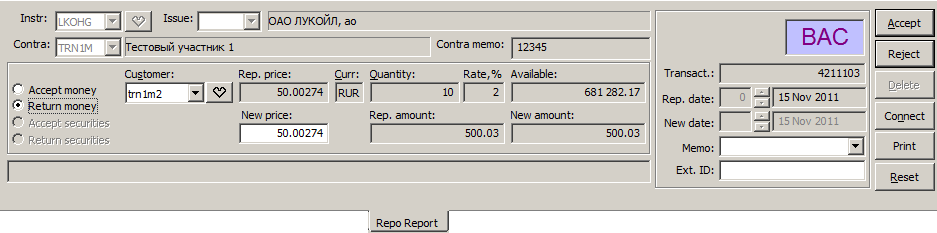 Instr: LKOHG Issue: ОАО ЛУКОЙЛ, ао
Contra: TRN1M Тестовый участник 1 Contra memo: 12345
BAC
Accept
Reject
Delete
Connect
Print
Reset
Accept money
Return money
Accept securities
Return securities
Customer: Rep. price: Curr: Quantity: Rate,% Available:
trn1m2 50.00274 RUR 10 2 681 282.17
New price: Rep. amount: New amount:
50.00274 500.03 500.03
Transact.: 4211103
Rep. date: 0 15 Nov 2011
New date: 15 Nov 2011
Memo:
Ext. ID:
Repo Report